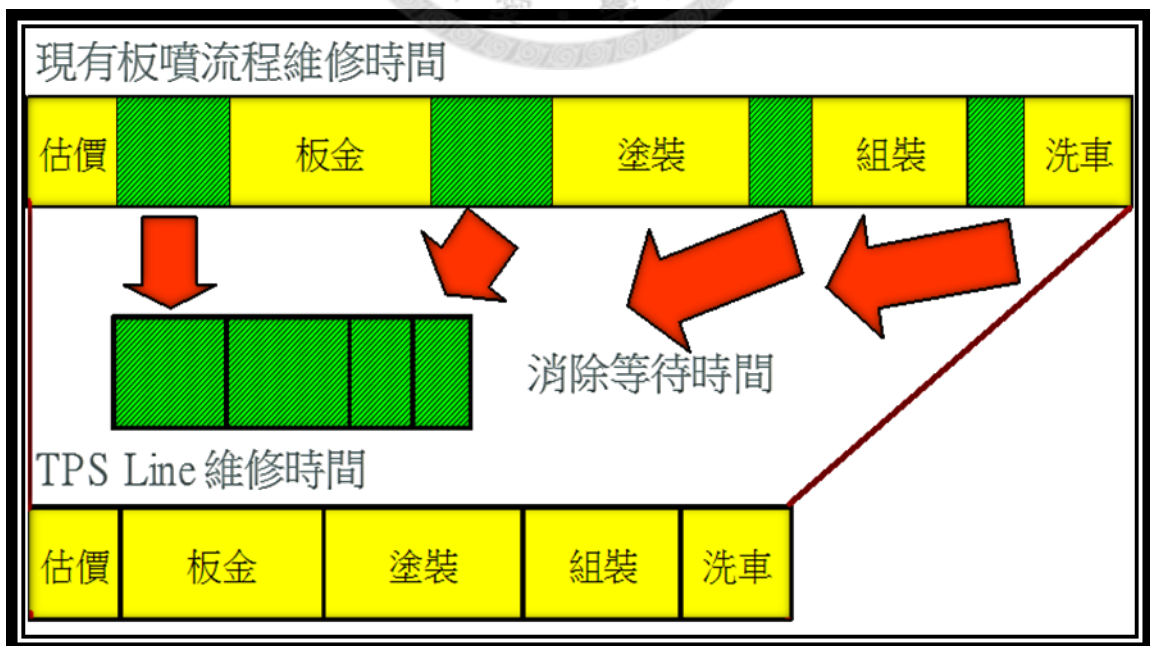 現有板噴流程維修時間
估價 板金 塗裝 組裝 洗車
消除等待時間
TPS Line 維修時間
估價 板金 塗裝 組裝 洗車